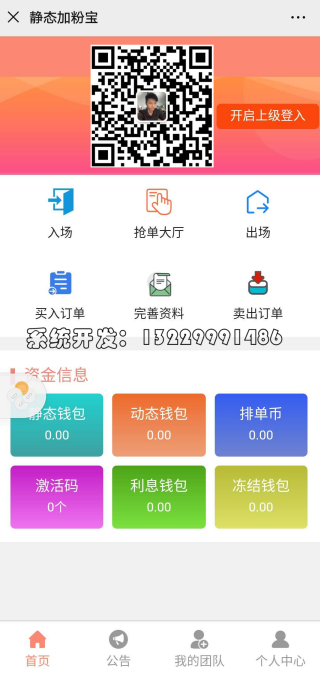 静态加粉宝
开启上级登入
入场
抢单大厅
出场
买入订单
完善资料
卖出订单
系统开发：13229991486
资金信息
静态钱包
动态钱包
排单币
0.00
0.00
0.00
激活码
利息钱包
冻结钱包
0个
0.00
0.00
首页
公告
我的团队
个人中心